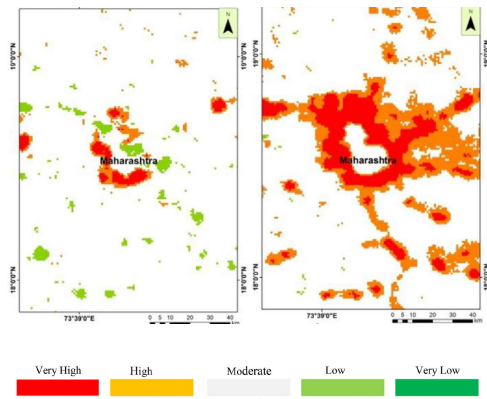 N
N
19°0'0"N
19°0'0"N
Maharashtra
Maharashtra
18°0'0"N
18°0'0"N
73°39'0"E
73°39'0"E
0 5 10 20 30 40
km
0 5 10 20 30 40
km
Very High
High
Moderate
Low
Very Low